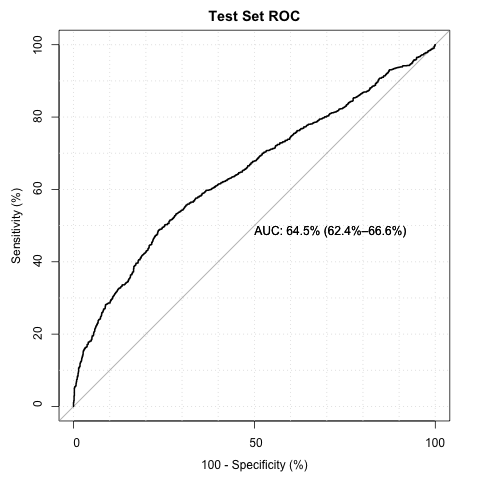 Test Set ROC
100
80
60
40
20
0
Sensitivity (%)
AUC: 64.5% (62.4%–66.6%)
0
50
100
100 - Specificity (%)